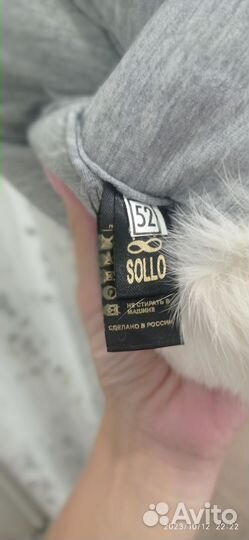 52
SOLLO
НЕ СТИРАТЬ В
МАШИНЕ
СДЕЛАНО В РОССИИ
Avito
2023/10/12 22:22